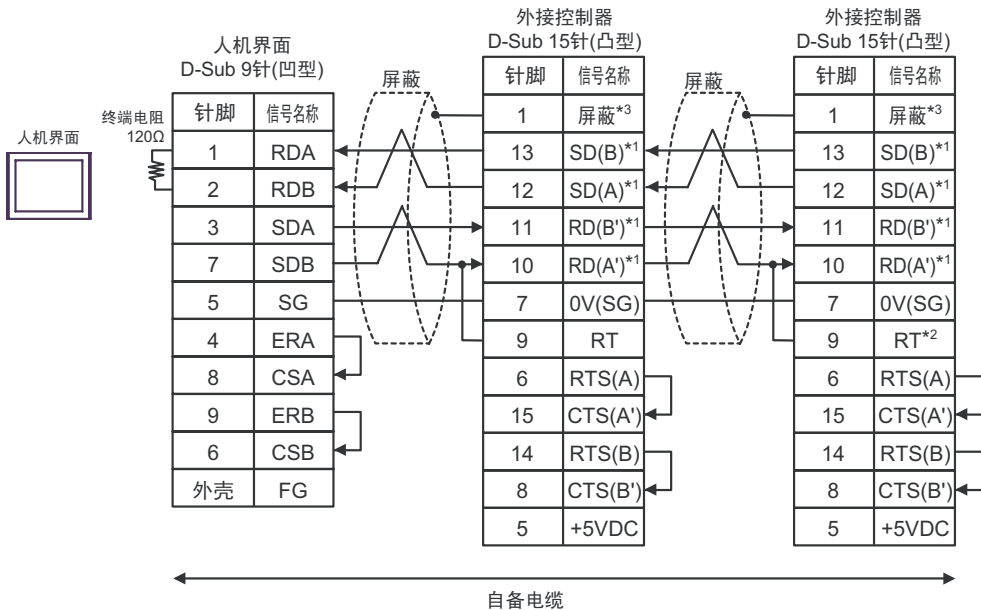 人机界面
人机界面
D-Sub 9针(凹型)
终端电阻
120Ω
针脚 信号名称
1 RDA
2 RDB
3 SDA
7 SDB
5 SG
4 ERA
8 CSA
9 ERB
6 CSB
外壳 FG
屏蔽
外接控制器
D-Sub 15针(凸型)
针脚 信号名称
1 屏蔽*3
13 SD(B)*1
12 SD(A)*1
11 RD(B')*1
10 RD(A')*1
7 0V(SG)
9 RT
6 RTS(A)
15 CTS(A')
14 RTS(B)
8 CTS(B')
5 +5VDC
屏蔽
外接控制器
D-Sub 15针(凸型)
针脚 信号名称
1 屏蔽*3
13 SD(B)*1
12 SD(A)*1
11 RD(B')*1
10 RD(A')*1
7 0V(SG)
9 RT*2
6 RTS(A)
15 CTS(A')
14 RTS(B)
8 CTS(B')
5 +5VDC
自备电缆